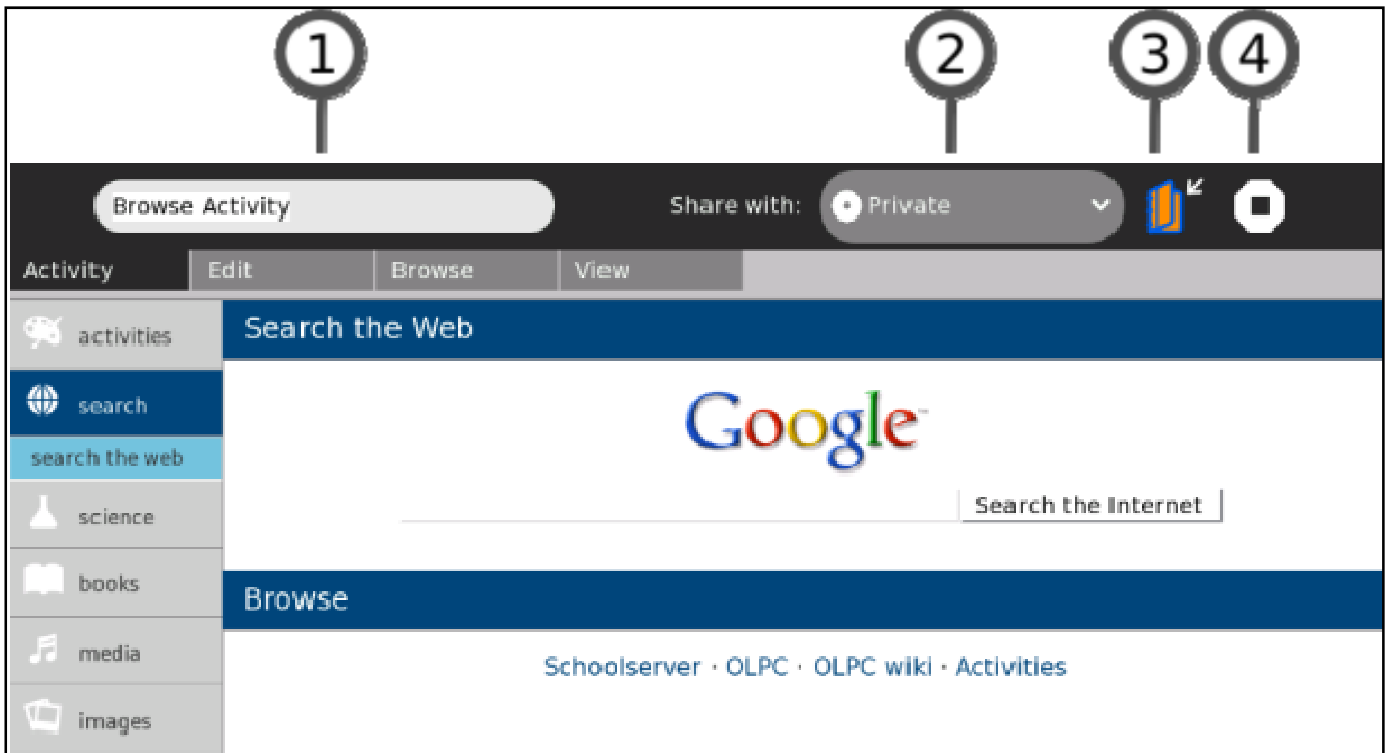 1 2 3 4
Browse Activity Share with: Private
Activity Edit Browse View
activities
Search the Web
search
Google™
search the web
Search the Internet
science
books
Browse
media
Schoolserver · OLPC · OLPC wiki · Activities
images